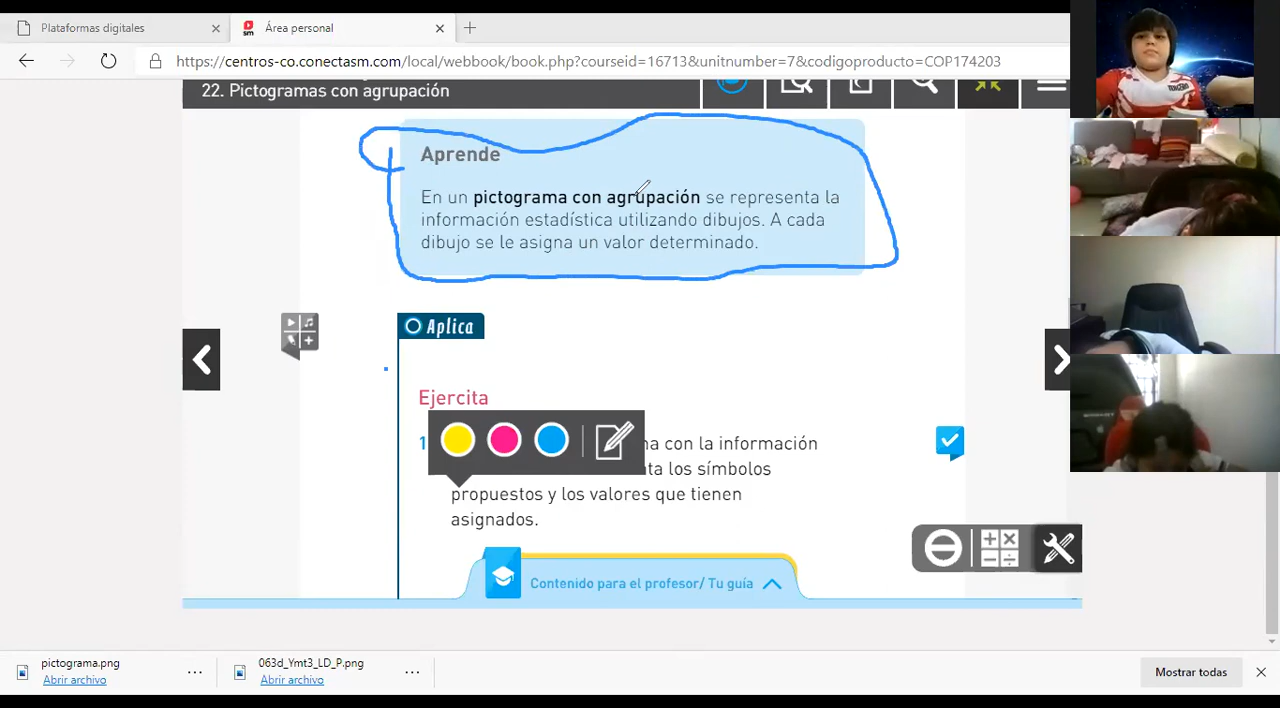 Plataformas digitales
sm Área personal
https://centros-co.conectasm.com/local/webbook/book.php?courseid=16713&unitnumber=7&codigoproducto=COP174203
22. Pictogramas con agrupación
Aprende
En un pictograma con agrupación se representa la
información estadística utilizando dibujos. A cada
dibujo se le asigna un valor determinado.
Aplica
Ejercita
1 con la información
los símbolos
propuestos y los valores que tienen
asignados.
Contenido para el profesor/ Tu guía
pictograma.png
Abrir archivo
063d_Ymt3_LD_P.png
Abrir archivo
Mostrar todas
TERCERO